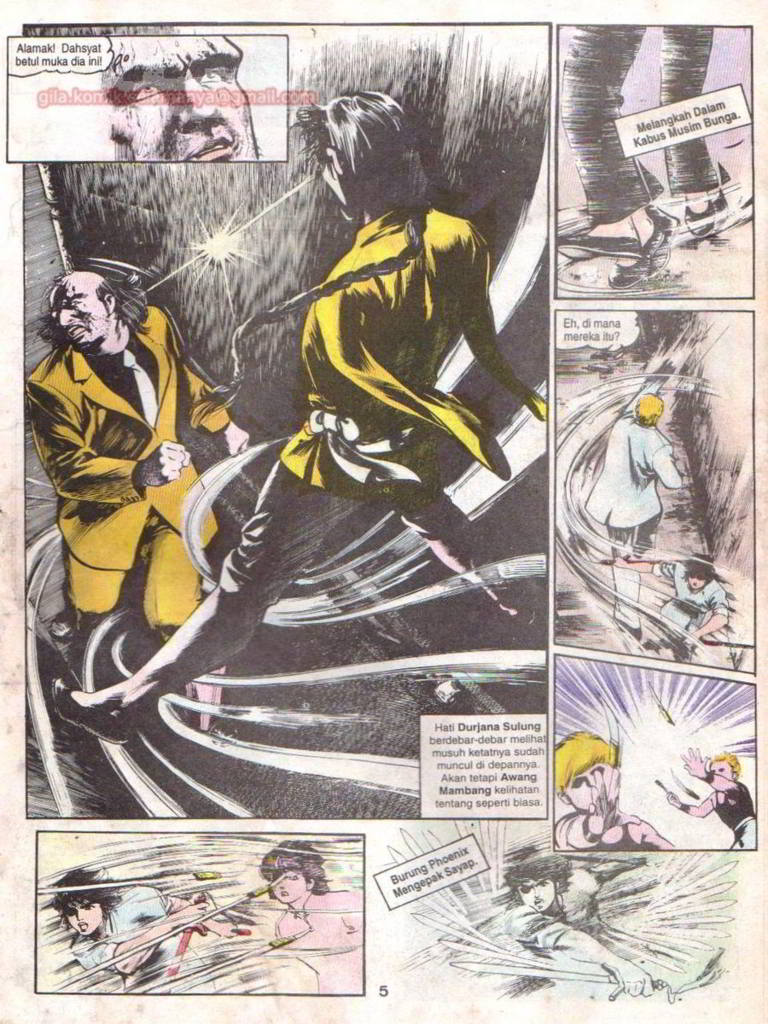 Alamak! Dahsyat
betul muka dia ini!
Melangkah Dalam
Kabus Musim Bunga.
Eh, di mana
mereka itu?
Hati Durjana Sulung
berdebar-debar melihat
musuh ketatnya sudah
muncul di depannya.
Akan tetapi Awang
Mambang kelihatan
tentang seperti biasa.
Burung Phoenix
Mengepak Sayap.
5